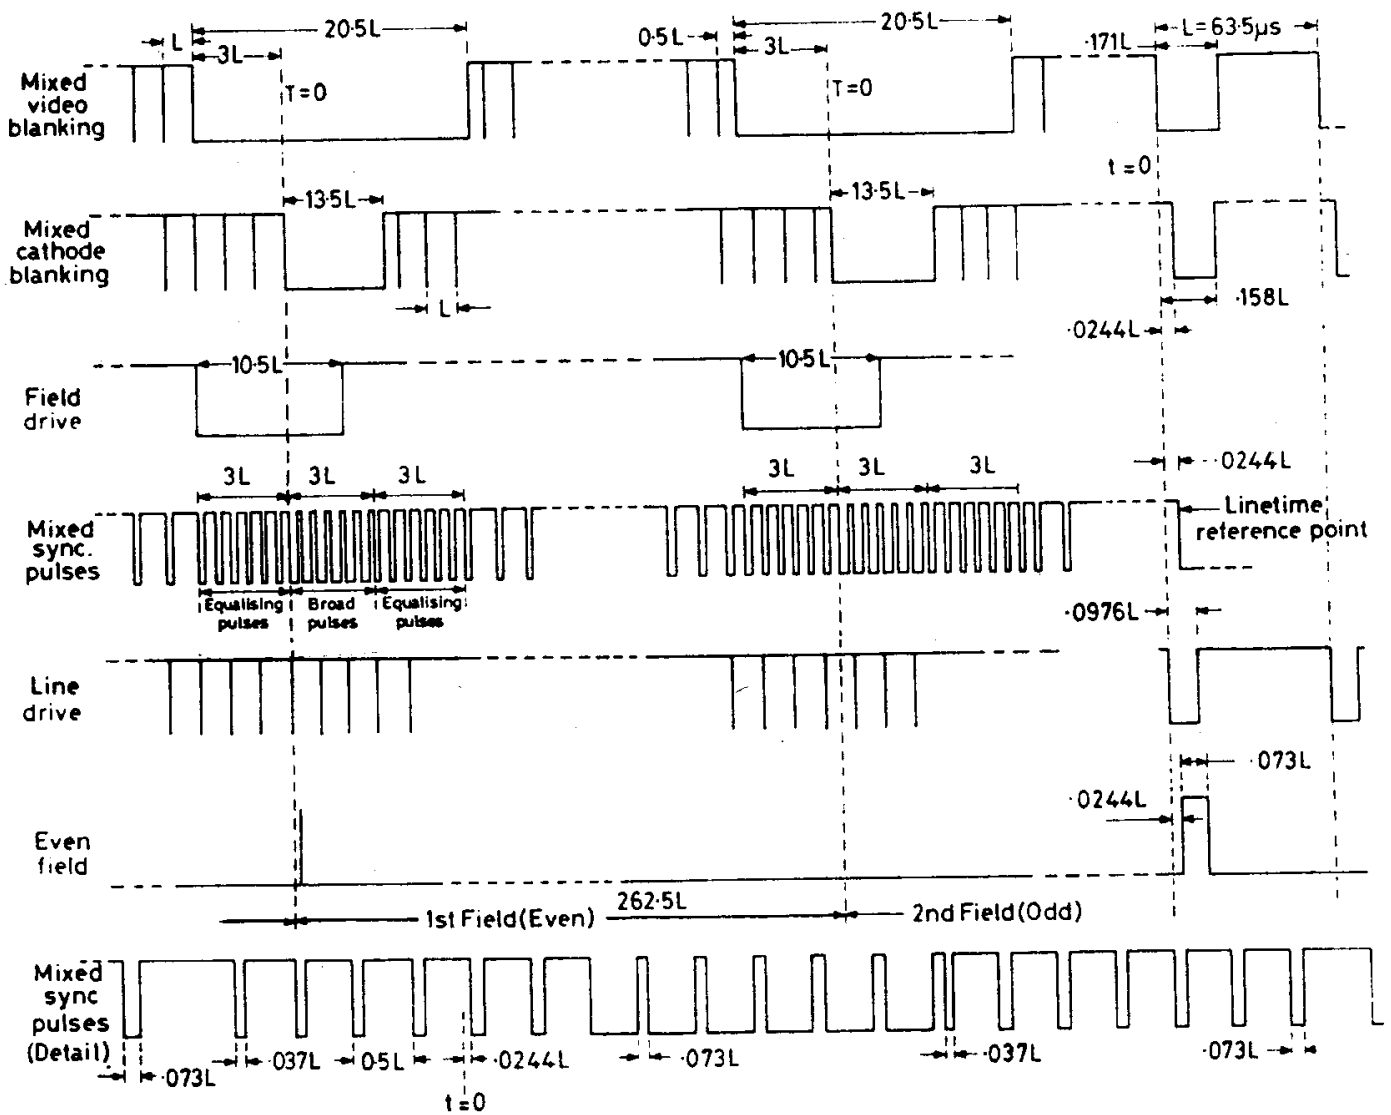 20·5L
L
3L
T=0
0·5L
20·5L
3L
T=0
·171L
L=63·5µs
Mixed
video
blanking
t=0
13·5L
13·5L
Mixed
cathode
blanking
L
·158L
·0244L
10·5L
10·5L
Field
drive
3L 3L 3L
3L 3L 3L
·0244L
Linetime
reference point
Mixed
sync.
pulses
Equalising
pulses
Broad
pulses
Equalising
pulses
·0976L
Line
drive
·073L
·0244L
Even
field
262·5L
1st Field(Even)
2nd Field(Odd)
Mixed
sync
pulses
(Detail)
·073L
·037L
0·5L
·0244L
·073L
·037L
·073L
t=0